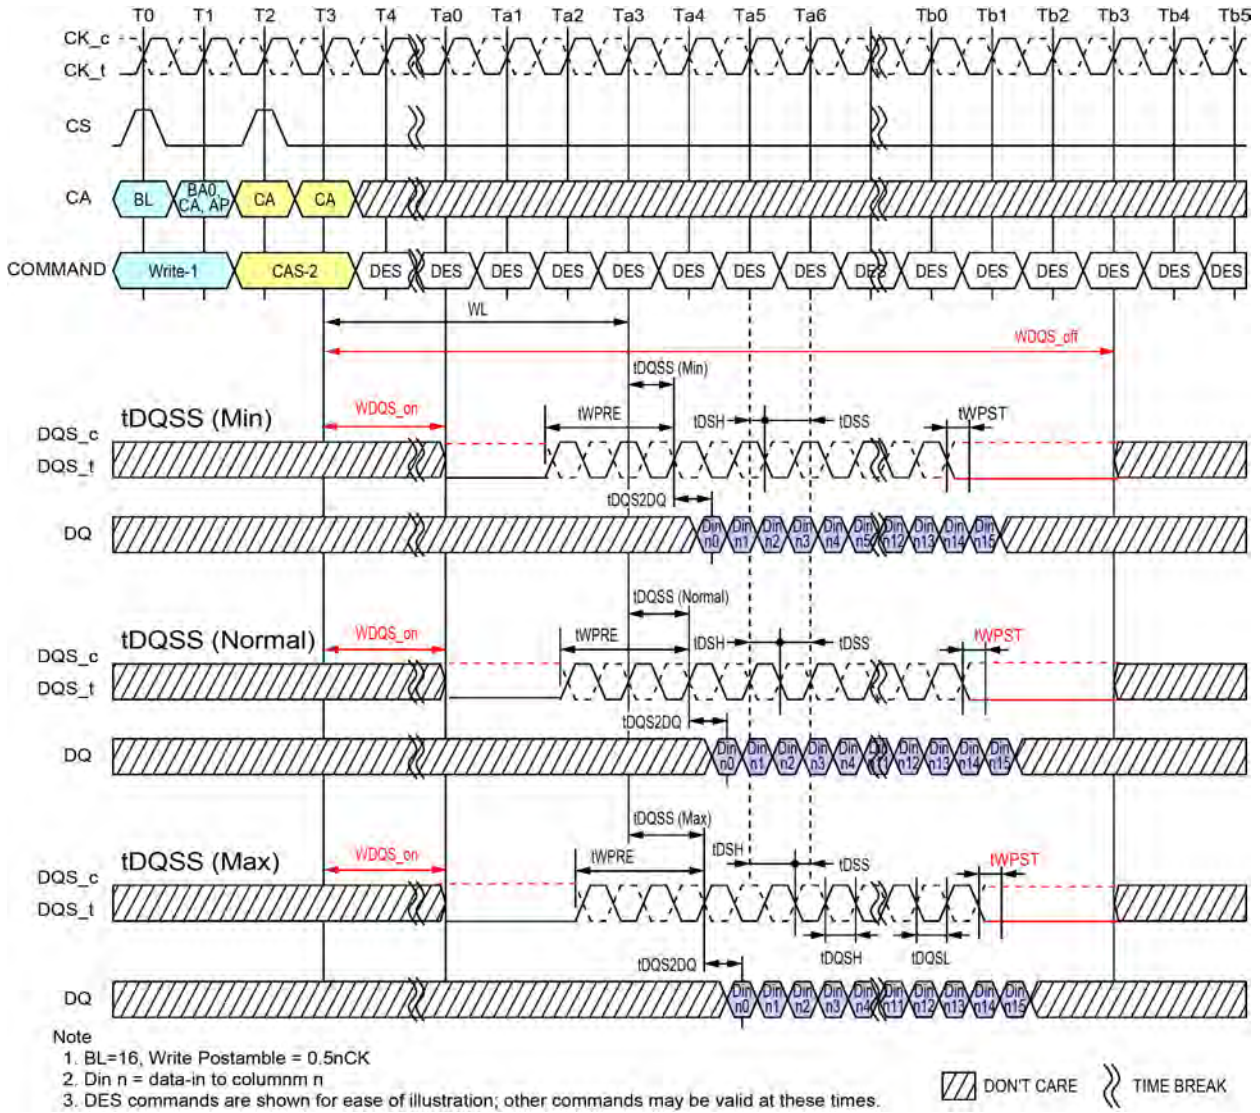 T0 T1 T2 T3 T4 Ta0 Ta1 Ta2 Ta3 Ta4 Ta5 Ta6 Tb0 Tb1 Tb2 Tb3 Tb4 Tb5
CK_c
CK_t
CS
CA BL BA0, CA, AP CA CA
COMMAND Write-1 CAS-2 DES DES DES DES DES DES DES DES DES DES DES DES DES DES DES
WL
WDQS_off
tDQSS (Min)
tDQSS (Min) WDQS_on tWPRE tDSH tDSS tWPST
DQS_c
DQS_t
tDQS2DQ
DQ Din n0 Din n1 Din n2 Din n3 Din n4 Din n5 Din n12 Din n13 Din n14 Din n15
tDQSS (Normal)
tDQSS (Normal) WDQS_on tWPRE tDSH tDSS tWPST
DQS_c
DQS_t
tDQS2DQ
DQ Din n0 Din n1 Din n2 Din n3 Din n4 Din n11 Din n12 Din n13 Din n14 Din n15
tDQSS (Max)
tDQSS (Max) WDQS_on tWPRE tDSH tDSS tWPST
DQS_c
DQS_t
tDQS2DQ tDQSH tDQSL
DQ Din n0 Din n1 Din n2 Din n3 Din n4 Din n11 Din n12 Din n13 Din n14 Din n15
Note
1. BL=16, Write Postamble = 0.5nCK
2. Din n = data-in to columnm n
3. DES commands are shown for ease of illustration; other commands may be valid at these times.
DON'T CARE TIME BREAK